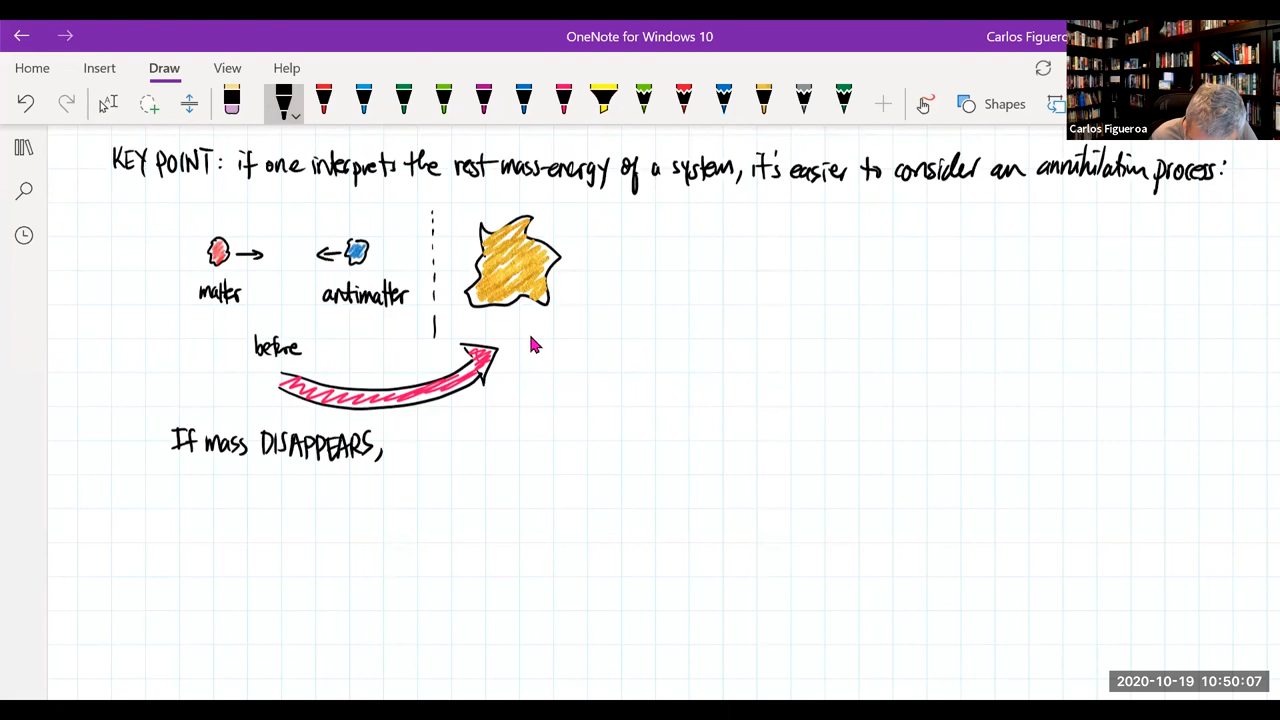 OneNote for Windows 10
Carlos Figuero
Home Insert Draw View Help
Shapes
Carlos Figueroa
KEY POINT: if one interprets the rest mass-energy of a system, it's easier to consider an annihilation process:
matter antimatter
before
If mass DISAPPEARS,
2020-10-19 10:50:07